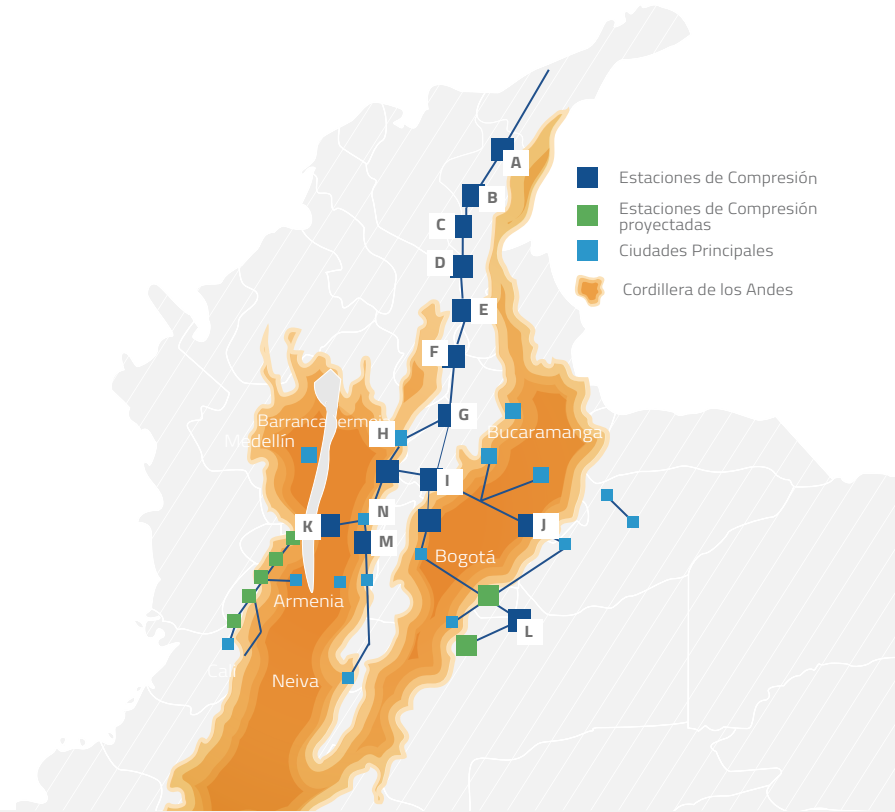 A
Estaciones de Compresión
B
Estaciones de Compresión
proyectadas
C
Ciudades Principales
D
Cordillera de los Andes
E
F
G
Barrancabermeja
H
Bucaramanga
Medellín
I
N
K
J
M
Bogotá
Armenia
L
Cali
Neiva